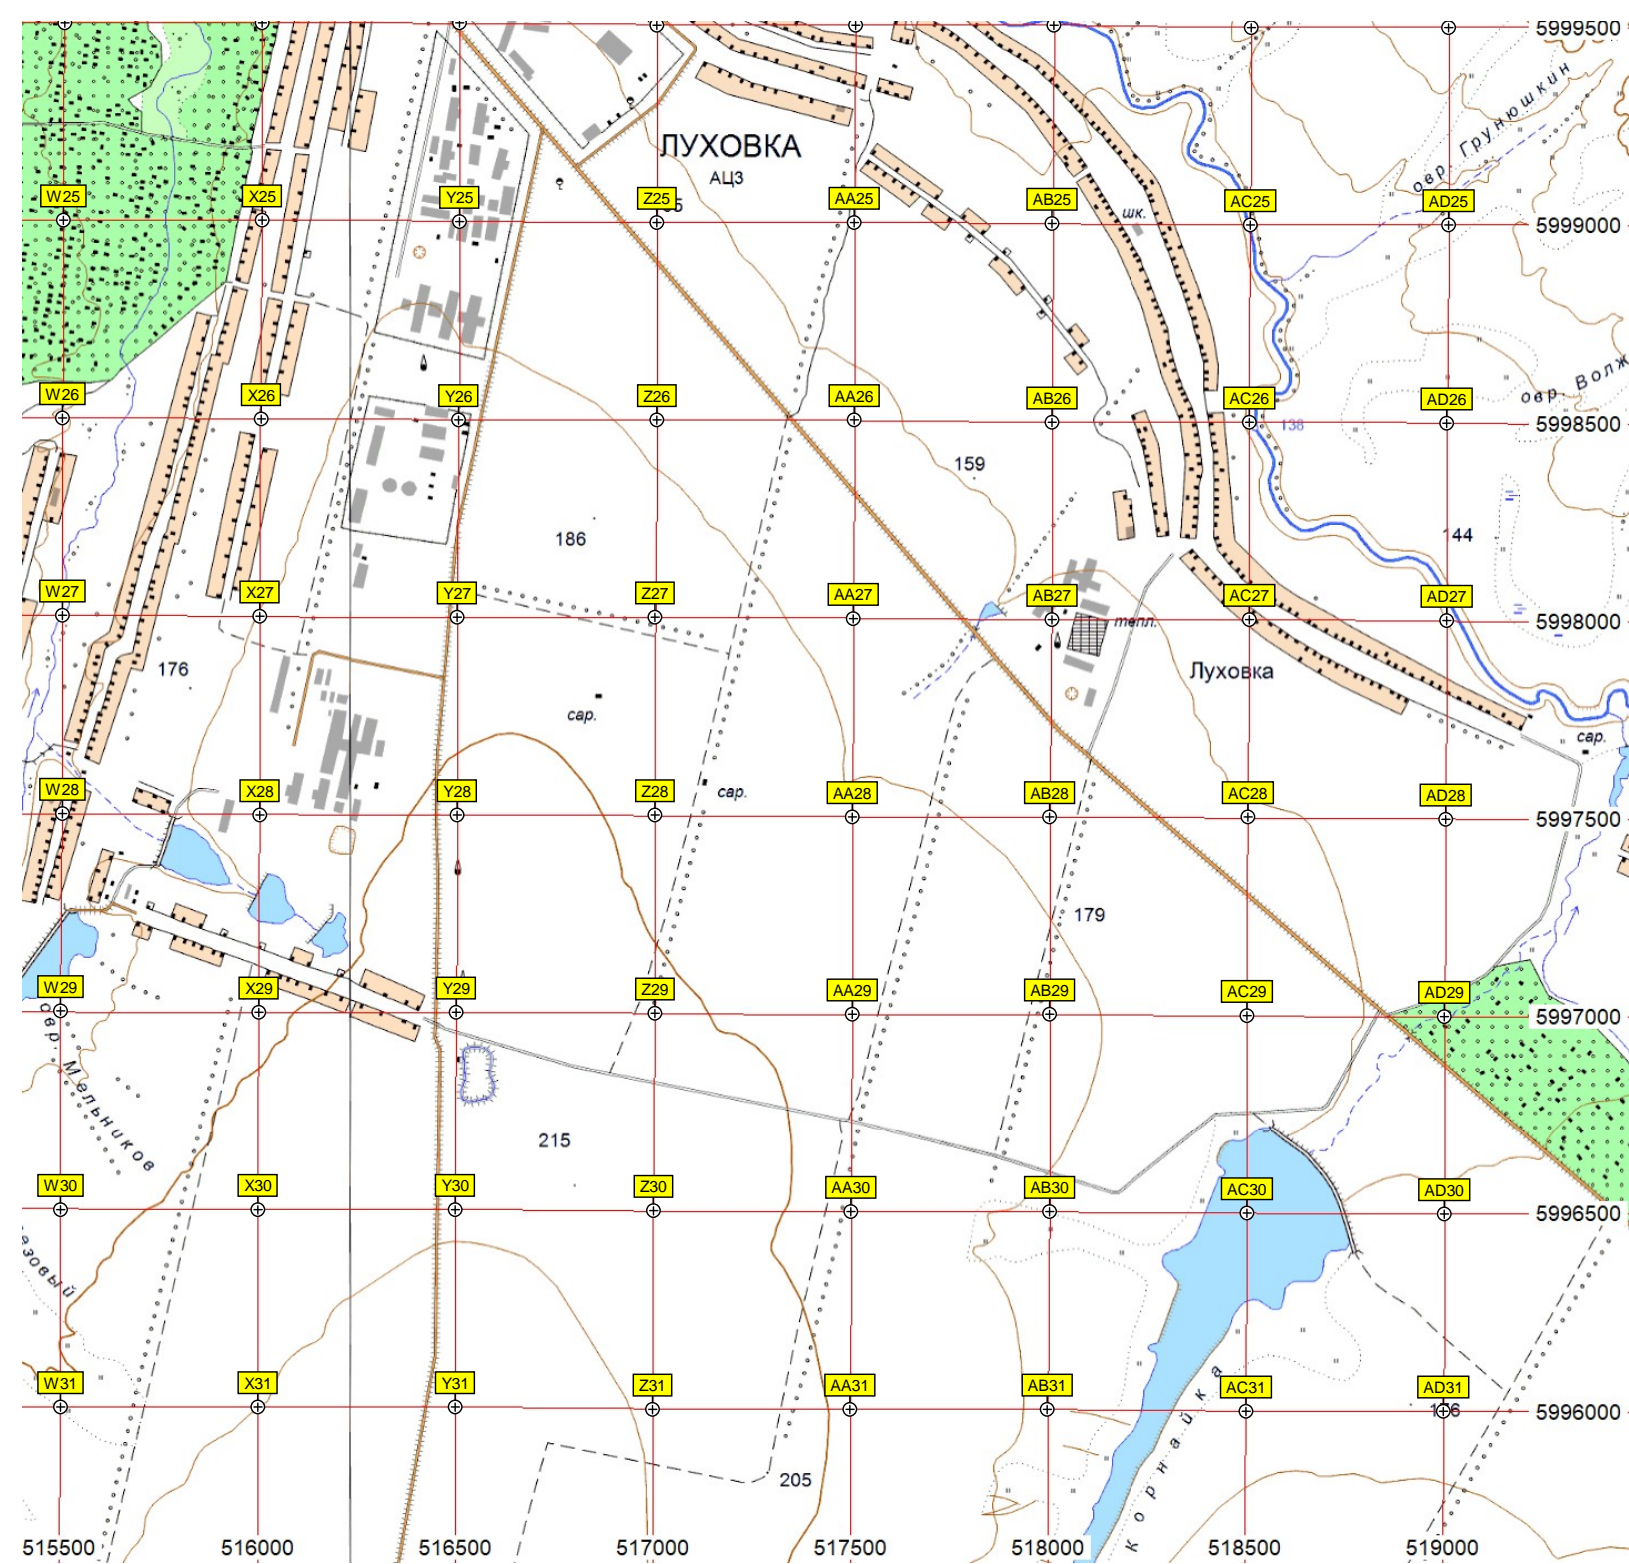 5999500
овр. Грунюшкин
ЛУХОВКА
АЦЗ
W25 X25 Y25 Z25 AA25 AB25 AC25 AD25
шк.
5999000
овр. Волж
W26 X26 Y26 Z26 AA26 AB26 AC26 AD26
138
5998500
159
186
144
W27 X27 Y27 Z27 AA27 AB27 AC27 AD27
тепл.
5998000
176
Луховка
сар.
сар.
сар.
W28 X28 Y28 Z28 AA28 AB28 AC28 AD28
5997500
179
W29 X29 Y29 Z29 AA29 AB29 AC29 AD29
5997000
овр. Мельников
215
W30 X30 Y30 Z30 AA30 AB30 AC30 AD30
5996500
езовый
W31 X31 Y31 Z31 AA31 AB31 AC31 AD31
5996000
Корнайка
205
515500 516000 516500 517000 517500 518000 518500 519000